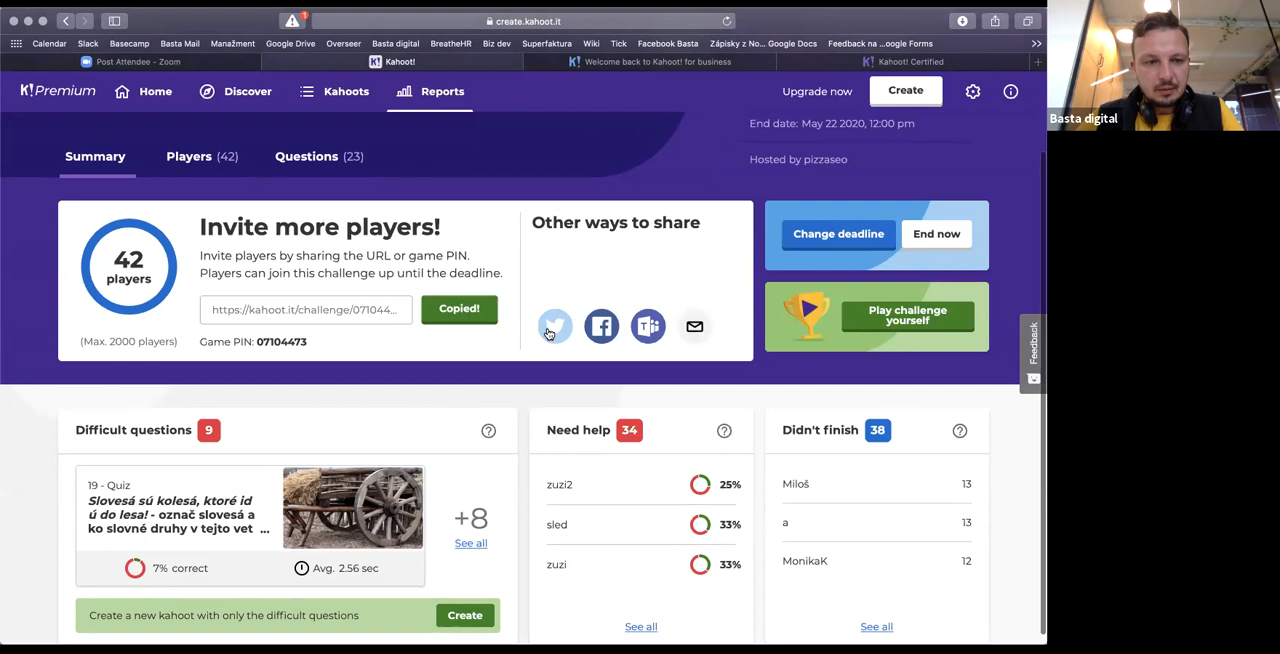 create.kahoot.it
1
Calendar Slack Basecamp Basta Mail Manažment Google Drive Overseer Basta digital BreatheHR Biz dev Superfaktura Wiki Tick Facebook Basta Zápisky z No... Google Docs Feedback na ...oogle Forms
Post Attendee - Zoom K! Kahoot! K! Welcome back to Kahoot! for business K! Kahoot! Certified
Basta digital
K!Premium Home Discover Kahoots Reports Upgrade now Create
End date: May 22 2020, 12:00 pm
Summary Players (42) Questions (23)
Hosted by pizzaseo
42
players
(Max. 2000 players)
Invite more players!
Invite players by sharing the URL or game PIN.
Players can join this challenge up until the deadline.
https://kahoot.it/challenge/071044... Copied!
Game PIN: 07104473
Other ways to share
Change deadline End now
Play challenge
yourself
Feedback
Difficult questions 9
19 - Quiz
Slovesá sú kolesá, ktoré id
ú do lesa! - označ slovesá a
ko slovné druhy v tejto vet ...
7% correct Avg. 2.56 sec
+8
See all
Create a new kahoot with only the difficult questions Create
Need help 34
zuzi2 25%
sled 33%
zuzi 33%
See all
Didn't finish 38
Miloš 13
a 13
MonikaK 12
See all